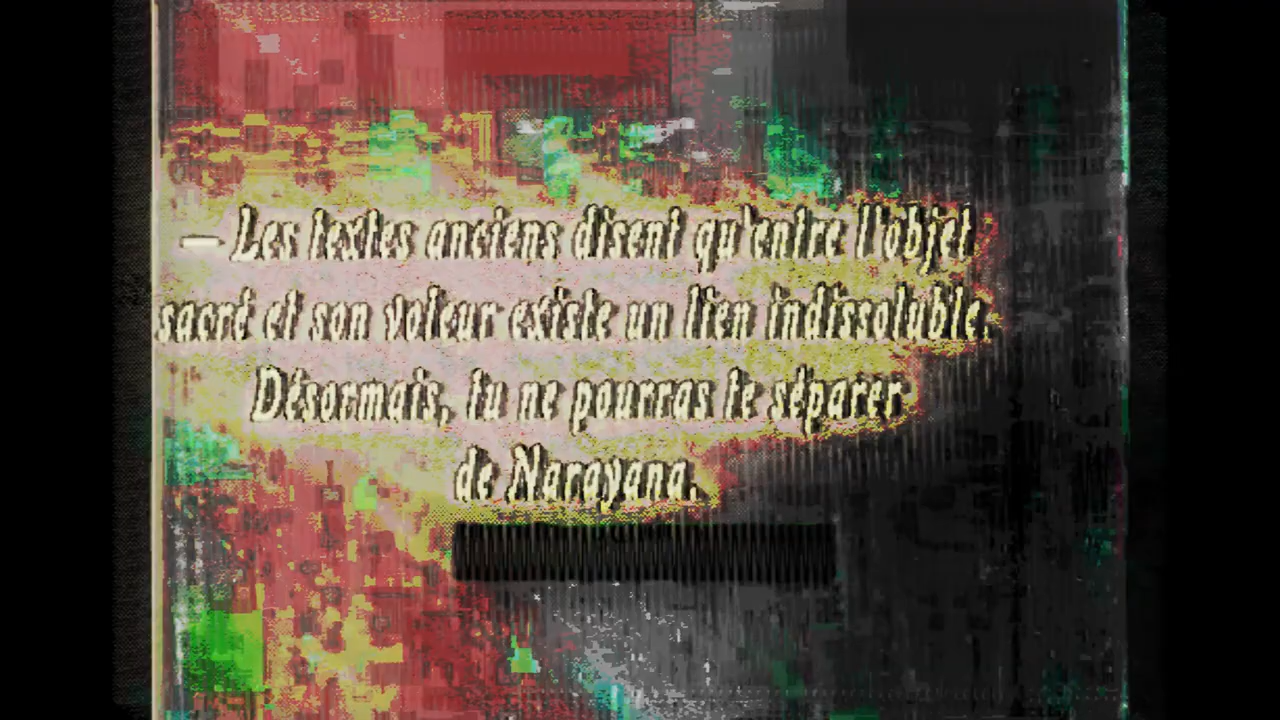 — Les textes anciens disent qu'entre l'objet
sacré et son voleur existe un lien indissoluble.
Désormais, tu ne pourras te séparer
de Narayana.